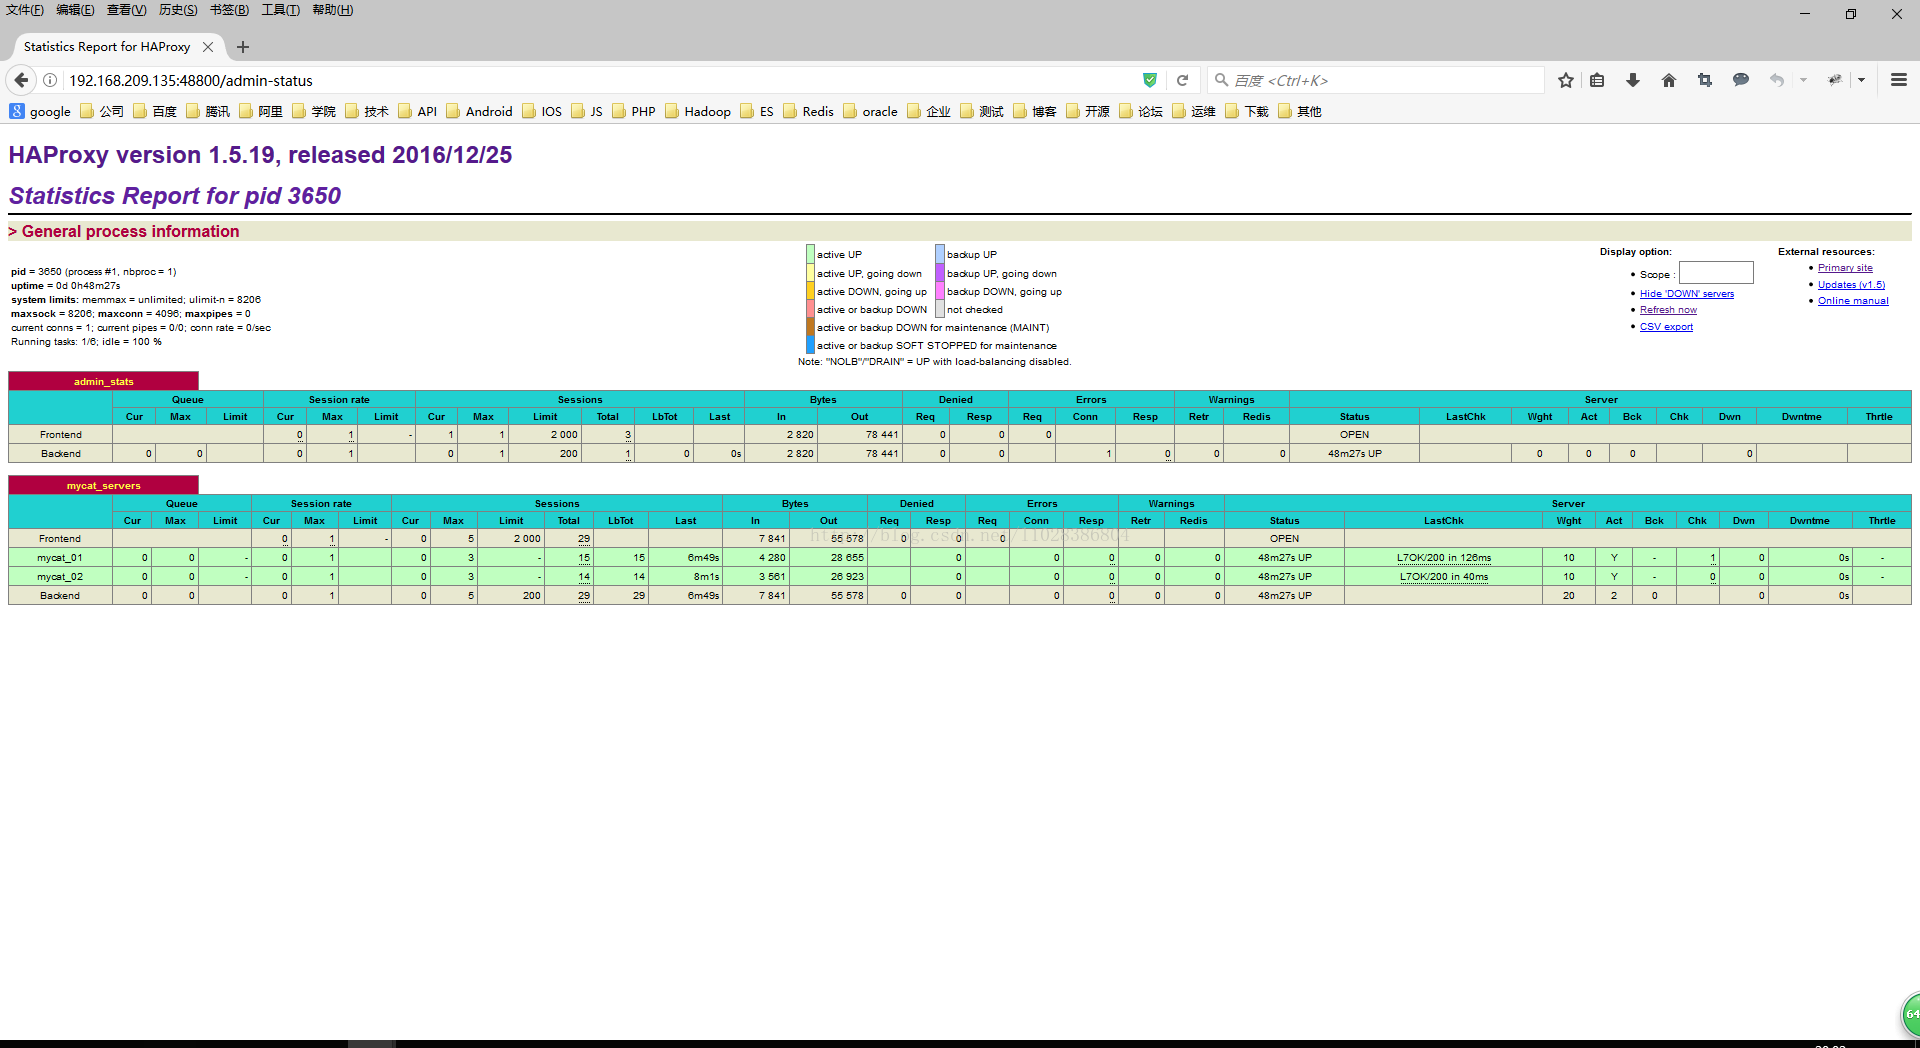 文件(F) 编辑(E) 查看(V) 历史(S) 书签(B) 工具(T) 帮助(H)
Statistics Report for HAProxy
192.168.209.135:48800/admin-status
百度 <Ctrl+K>
google 公司 百度 腾讯 阿里 学院 技术 API Android IOS JS PHP Hadoop ES Redis oracle 企业 测试 博客 开源 论坛 运维 下载 其他
HAProxy version 1.5.19, released 2016/12/25
Statistics Report for pid 3650
> General process information
pid = 3650 (process #1, nbproc = 1)
uptime = 0d 0h48m27s
system limits: memmax = unlimited; ulimit-n = 8206
maxsock = 8206; maxconn = 4096; maxpipes = 0
current conns = 1; current pipes = 0/0; conn rate = 0/sec
Running tasks: 1/6; idle = 100 %
active UP backup UP
active UP, going down backup UP, going down
active DOWN, going up backup DOWN, going up
active or backup DOWN not checked
active or backup DOWN for maintenance (MAINT)
active or backup SOFT STOPPED for maintenance
Note: "NOLB"/"DRAIN" = UP with load-balancing disabled.
Display option:
Scope :
Hide 'DOWN' servers
Refresh now
CSV export
External resources:
Primary site
Updates (v1.5)
Online manual
admin_stats
Queue Session rate Sessions Bytes Denied Errors Warnings Server
Cur Max Limit Cur Max Limit Cur Max Limit Total LbTot Last In Out Req Resp Req Conn Resp Retr Redis Status LastChk Wght Act Bck Chk Dwn Dwntme Thrtle
Frontend 0 1 - 1 1 2 000 3 2 820 78 441 0 0 0 OPEN
Backend 0 0 0 1 0 1 200 1 0 0s 2 820 78 441 0 0 1 0 0 0 48m27s UP 0 0 0 0
mycat_servers
Queue Session rate Sessions Bytes Denied Errors Warnings Server
Cur Max Limit Cur Max Limit Cur Max Limit Total LbTot Last In Out Req Resp Req Conn Resp Retr Redis Status LastChk Wght Act Bck Chk Dwn Dwntme Thrtle
Frontend 0 1 - 0 5 2 000 29 7 841 55 578 0 0 0 OPEN
http://blog.csdn.net/l1028386804
mycat_01 0 0 - 0 1 0 3 - 15 15 6m49s 4 280 28 655 0 0 0 0 0 48m27s UP L7OK/200 in 126ms 10 Y - 1 0 0s -
mycat_02 0 0 - 0 1 0 3 - 14 14 8m1s 3 561 26 923 0 0 0 0 0 48m27s UP L7OK/200 in 40ms 10 Y - 0 0 0s -
Backend 0 0 0 1 0 5 200 29 29 6m49s 7 841 55 578 0 0 0 0 0 0 48m27s UP 20 2 0 0 0s